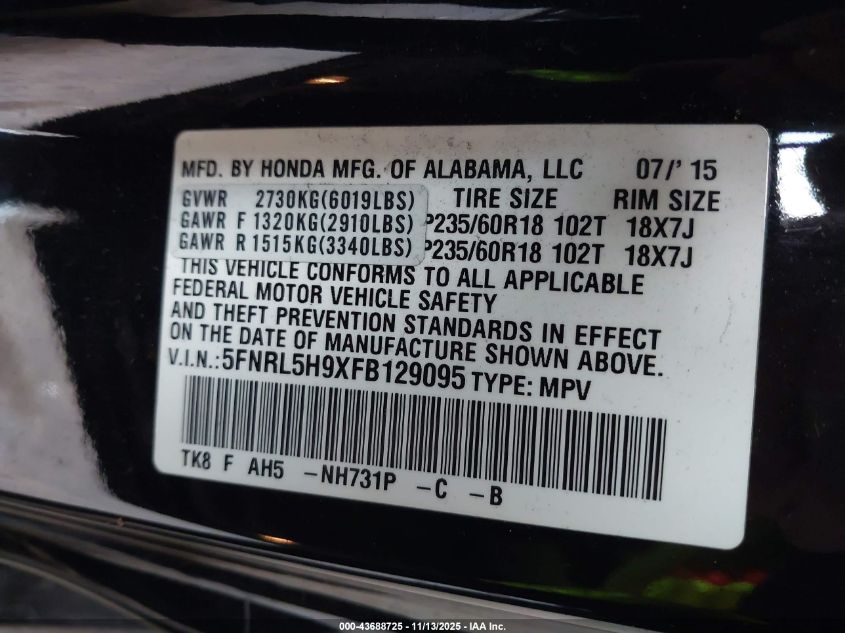 MFD. BY HONDA MFG. OF ALABAMA, LLC 07/' 15
GVWR 2730KG(6019LBS) TIRE SIZE RIM SIZE
GAWR F 1320KG(2910LBS) P235/60R18 102T 18X7J
GAWR R 1515KG(3340LBS) P235/60R18 102T 18X7J
THIS VEHICLE CONFORMS TO ALL APPLICABLE
FEDERAL MOTOR VEHICLE SAFETY
AND THEFT PREVENTION STANDARDS IN EFFECT
ON THE DATE OF MANUFACTURE SHOWN ABOVE.
V.I.N.: 5FNRL5H9XFB129095 TYPE: MPV
TK8 F AH5 -NH731P -C -B
000-43688725 - 11/13/2025 - IAA Inc.